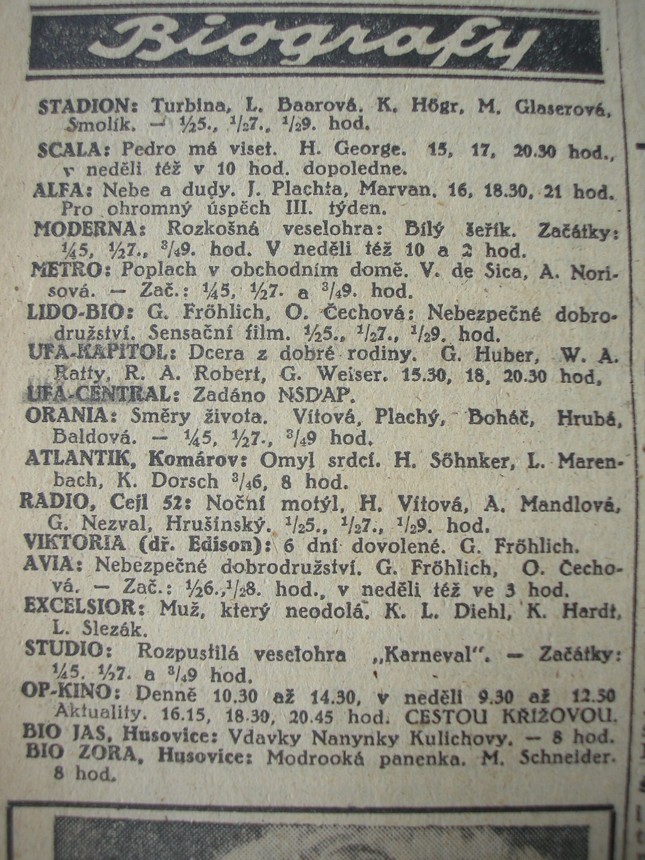 Biografy
STADION: Turbina, L. Baarová. K. Högr, M. Glaserová,
Smolík. — ½5., ½7., ½9. hod.
SCALA: Pedro má viset. H. George. 15, 17, 20.30 hod.,
v neděli též v 10 hod. dopoledne.
ALFA: Nebe a dudy. J. Plachta, Marvan. 16, 18.30, 21 hod.
Pro ohromný úspěch III. týden.
MODERNA: Rozkošná veselohra: Bílý šeřík. Začátky:
¼5, ½7., ¾9. hod. V neděli též 10 a 2 hod.
METRO: Poplach v obchodním domě. V. de Sica, A. Nori-
sová. — Zač.: ¼5, ½7. a ¾9. hod.
LIDO-BIO: G. Fröhlich, O. Čechová: Nebezpečné dobro-
družství. Sensační film. ½5., ½7., ½9. hod.
UFA-KAPITOL: Dcera z dobré rodiny. G. Huber, W. A.
Ratty, R. A. Robert, G. Weiser. 15.30, 18, 20.30 hod.
UFA-CENTRAL: Zadáno NSDAP.
ORANIA: Směry života. Vítová, Plachý, Boháč, Hrubá,
Baldová. — ¼5, ½7., ¾9 hod.
ATLANTIK, Komárov: Omyl srdcí. H. Söhnker, L. Maren-
bach, K. Dorsch ¾6, 8 hod.
RADIO, Cejl 52: Noční motýl, H. Vítová, A. Mandlová,
G. Nezval, Hrušínský. ½5., ½7., ½9. hod.
VIKTORIA (dř. Edison): 6 dní dovolené. G. Fröhlich.
AVIA: Nebezpečné dobrodružství. G. Fröhlich, O. Čecho-
vá. — Zač.: ½6.,½8. hod., v neděli též ve 3 hod.
EXCELSIOR: Muž, který neodolá. K. L. Diehl, K. Hardt,
L. Slezák.
STUDIO: Rozpustilá veselohra „Karneval“. — Začátky:
¼5. ½7. a ¾9 hod.
OP-KINO: Denně 10.30 až 14.30, v neděli 9.30 až 12.30
Aktuality. 16.15, 18.30, 20.45 hod. CESTOU KŘÍŽOVOU.
BIO JAS, Husovice: Vdavky Nanynky Kulichovy. — 8 hod.
BIO ZORA, Husovice: Modrooká panenka. M. Schneider.
8 hod.